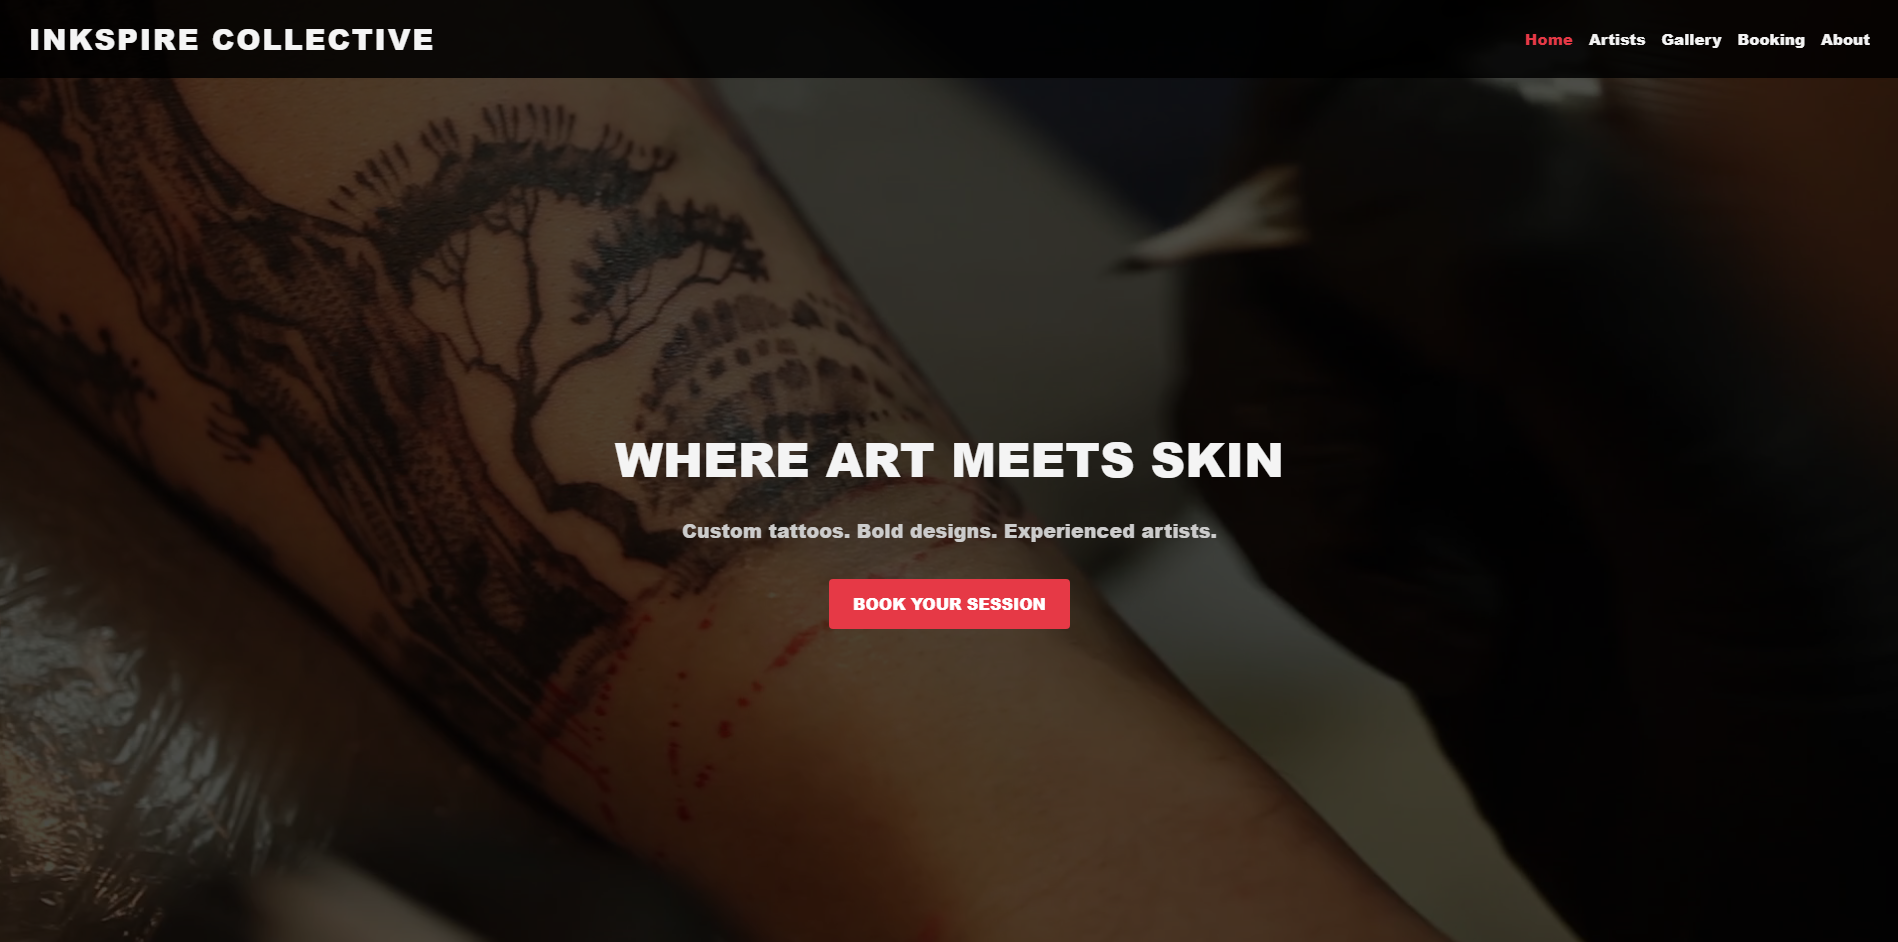 INKSPIRE COLLECTIVE
Home Artists Gallery Booking About
WHERE ART MEETS SKIN
Custom tattoos. Bold designs. Experienced artists.
BOOK YOUR SESSION